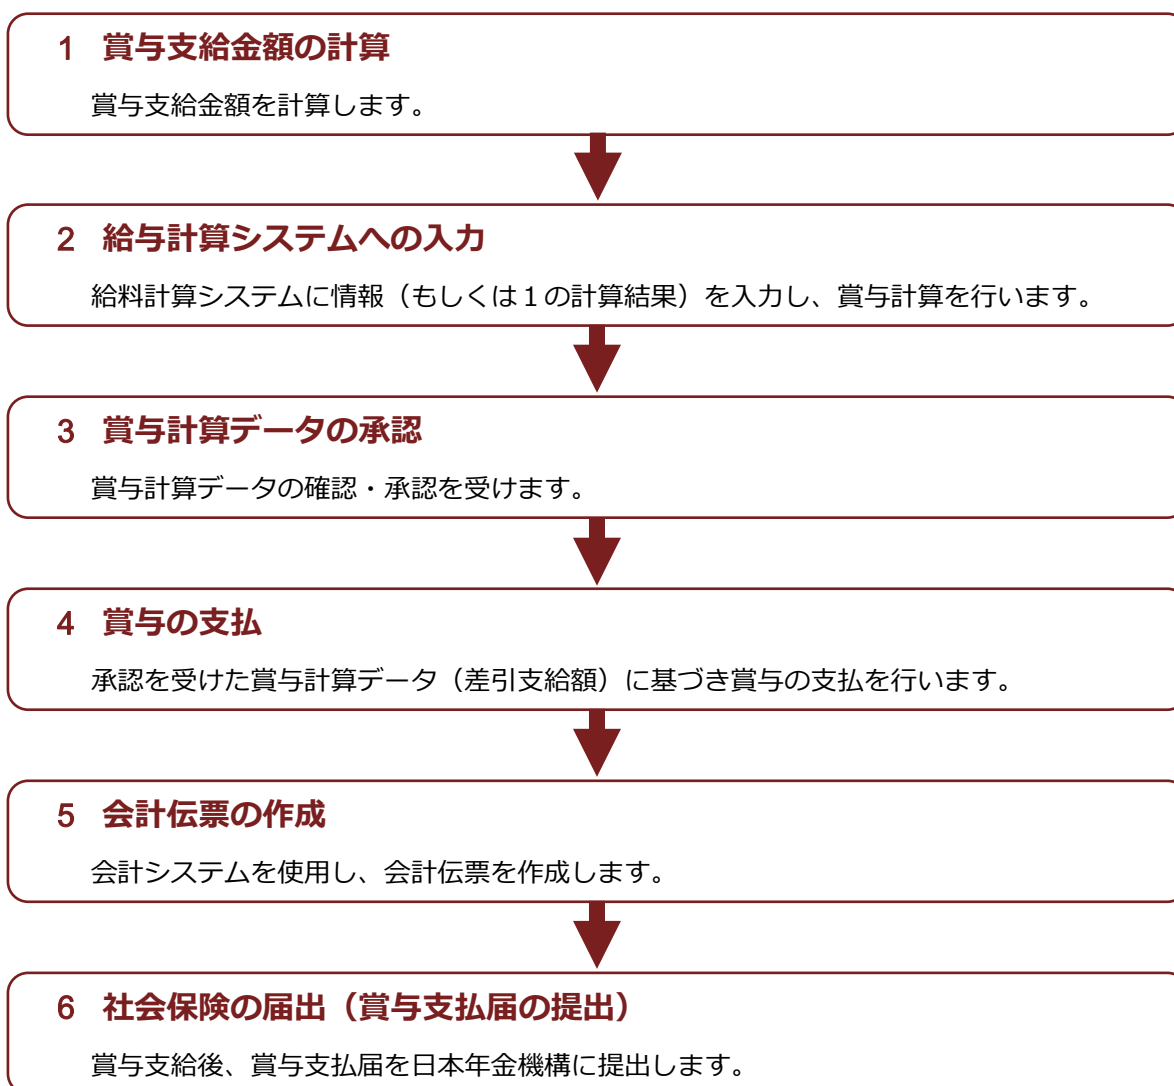 1 賞与支給金額の計算
賞与支給金額を計算します。
2 給与計算システムへの入力
給料計算システムに情報（もしくは１の計算結果）を入力し、賞与計算を行います。
3 賞与計算データの承認
賞与計算データの確認・承認を受けます。
4 賞与の支払
承認を受けた賞与計算データ（差引支給額）に基づき賞与の支払を行います。
5 会計伝票の作成
会計システムを使用し、会計伝票を作成します。
6 社会保険の届出（賞与支払届の提出）
賞与支給後、賞与支払届を日本年金機構に提出します。